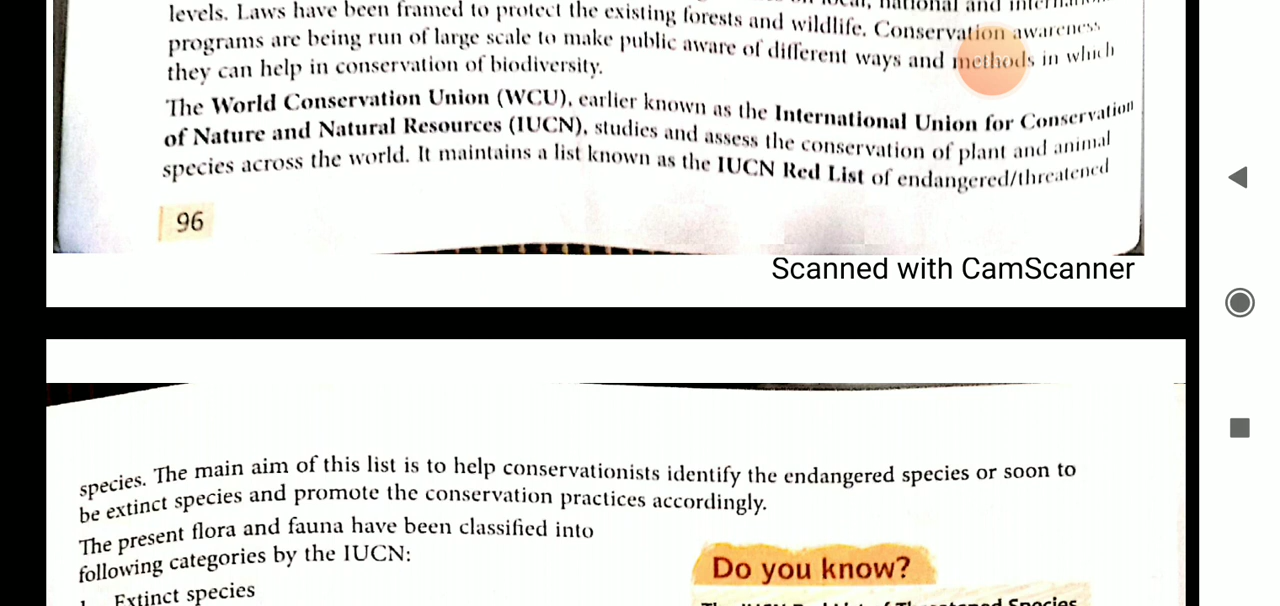 levels. Laws have been framed to protect the existing forests and wildlife. Conservation awareness
programs are being run of large scale to make public aware of different ways and methods in which
they can help in conservation of biodiversity.
The World Conservation Union (WCU), earlier known as the International Union for Conservation
of Nature and Natural Resources (IUCN), studies and assess the conservation of plant and animal
species across the world. It maintains a list known as the IUCN Red List of endangered/threatened
96
Scanned with CamScanner
species. The main aim of this list is to help conservationists identify the endangered species or soon to
be extinct species and promote the conservation practices accordingly.
The present flora and fauna have been classified into
following categories by the IUCN:
Extinct species
Do you know?